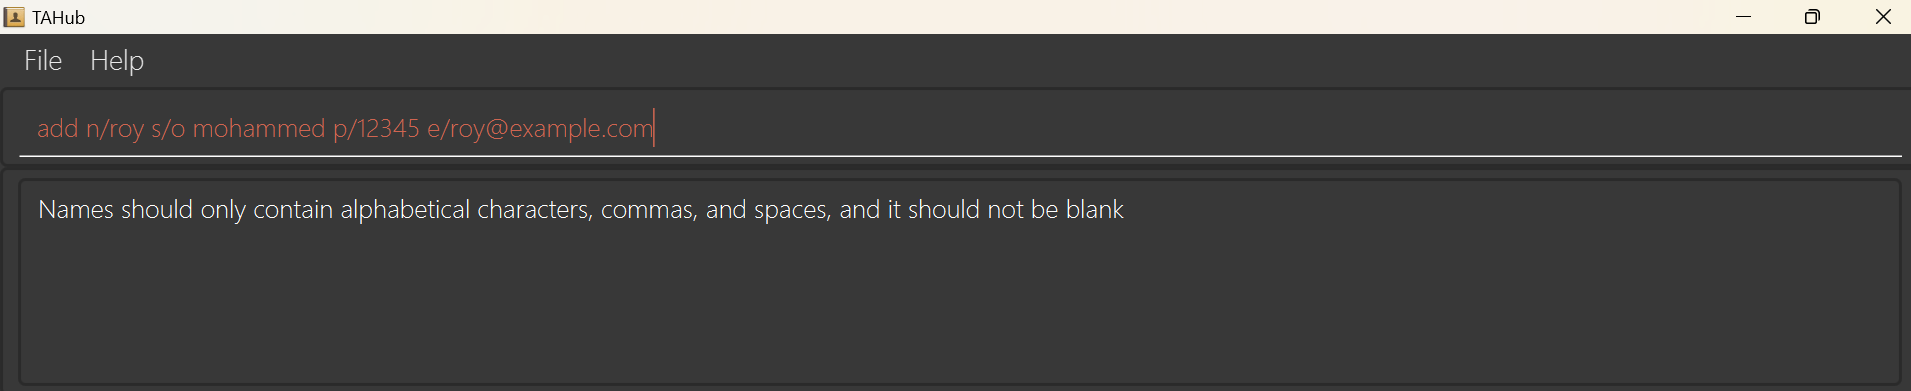 TAHub
File Help
add n/roy s/o mohammed p/12345 e/roy@example.com
Names should only contain alphabetical characters, commas, and spaces, and it should not be blank